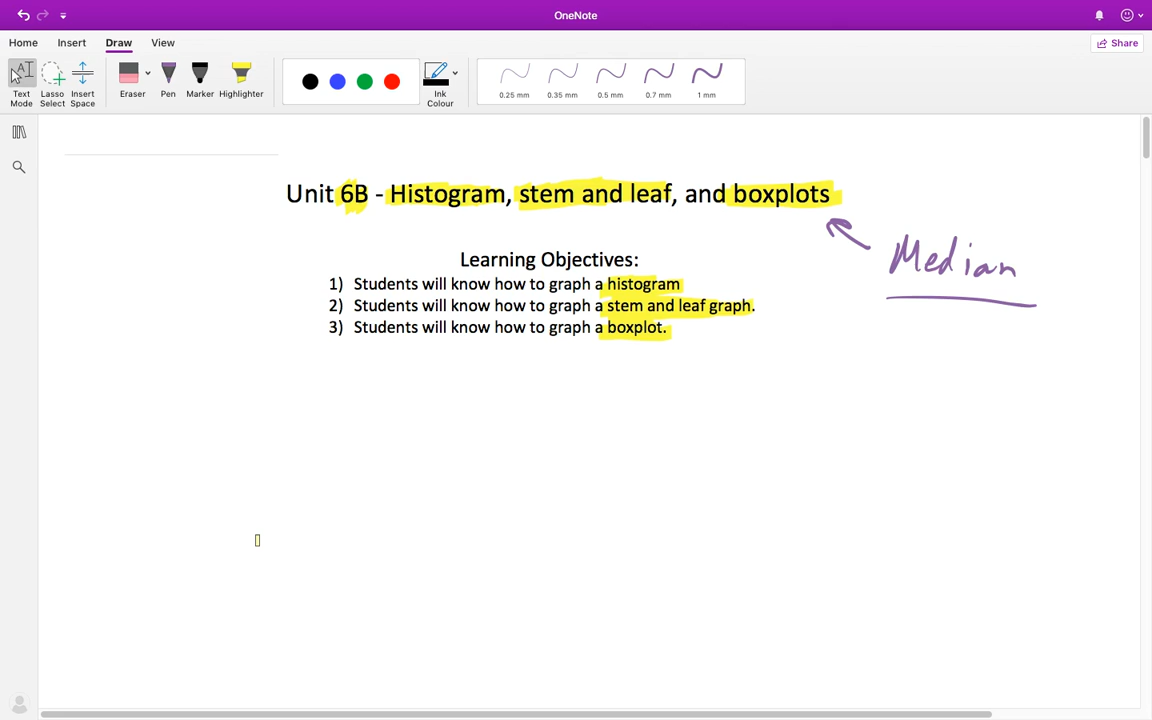 OneNote
Home Insert Draw View Share
Text Mode
Lasso Select
Insert Space
Eraser
Pen
Marker
Highlighter
Ink Colour
0.25 mm 0.35 mm 0.5 mm 0.7 mm 1 mm
Unit 6B - Histogram, stem and leaf, and boxplots
Median
Learning Objectives:
1) Students will know how to graph a histogram
2) Students will know how to graph a stem and leaf graph.
3) Students will know how to graph a boxplot.